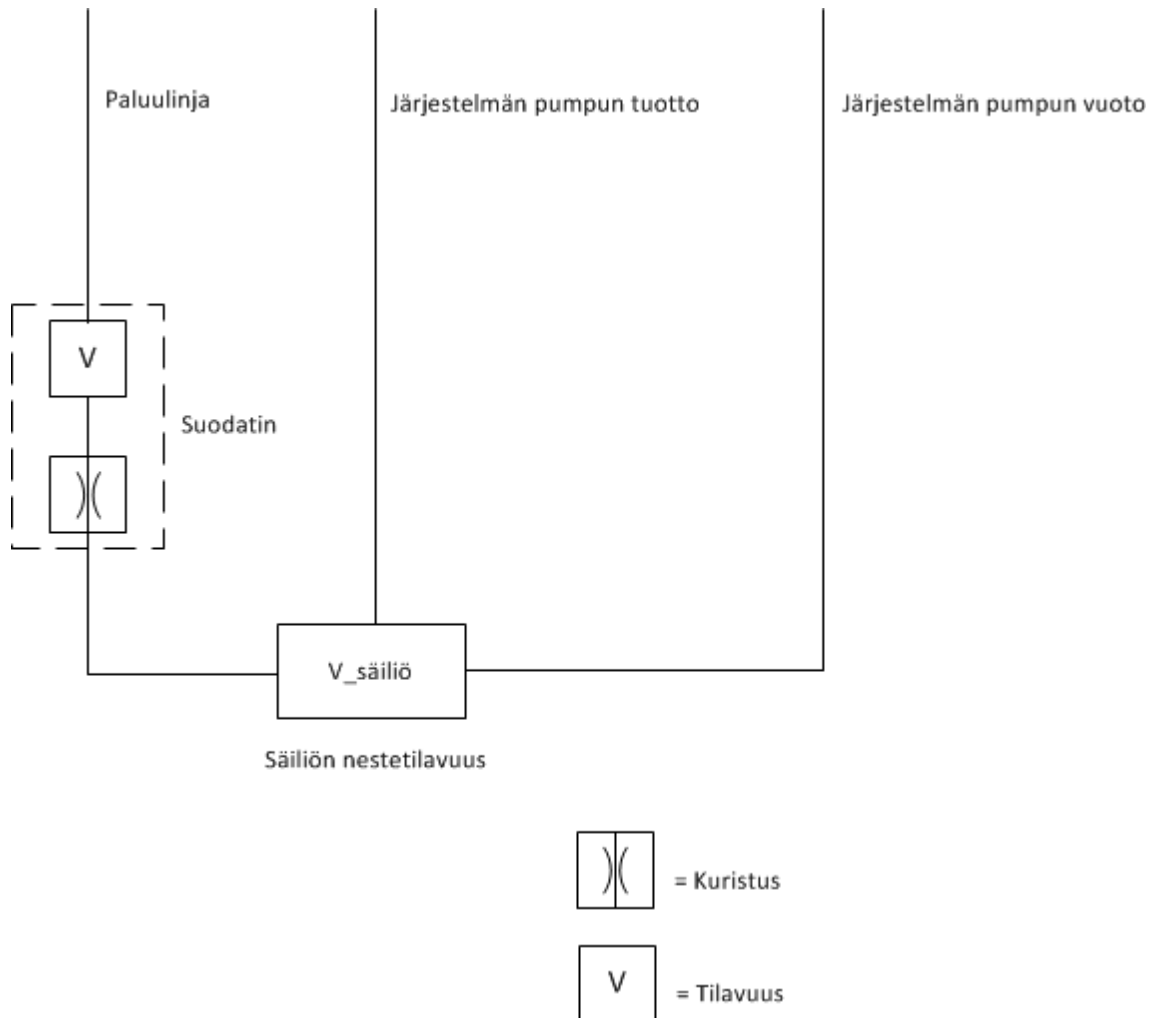 Paluulinja
Järjestelmän pumpun tuotto
Järjestelmän pumpun vuoto
V
Suodatin
)(
V_säiliö
Säiliön nestetilavuus
)( = Kuristus
V = Tilavuus